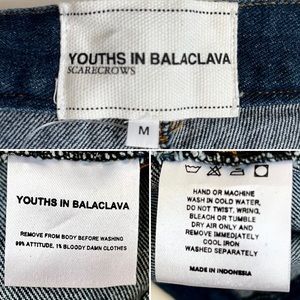 YOUTHS IN BALACLAVA
SCARECROWS
M
YOUTHS IN BALACLAVA
REMOVE FROM BODY BEFORE WASHING
99% ATTITUDE, 1% BLOODY DAMN CLOTHES
HAND OR MACHINE
WASH IN COLD WATER,
DO NOT TWIST, WRING,
BLEACH OR TUMBLE
DRY AIR ONLY AND
REMOVE IMMEDIATELY
COOL IRON
WASHED SEPARATELY
MADE IN INDONESIA